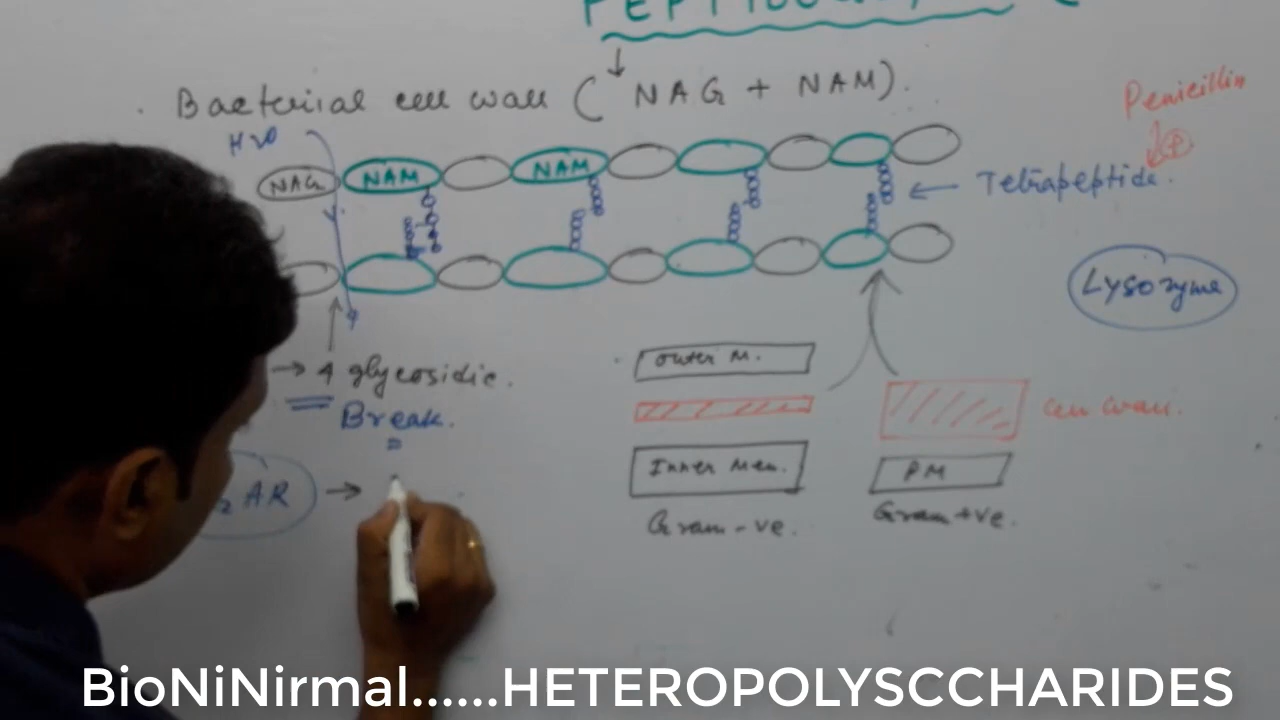 Bacterial cell wall ( NAG + NAM).
Penicillin
H2O
NAG NAM NAM
Tetrapeptide.
Lysozyme
→ 4 glycosidic.
Break.
AR →
Outer M.
Inner Mem.
Gram -ve.
cell wall.
PM
Gram +ve.
BioNiNirmal......HETEROPOLYSCCHARIDES